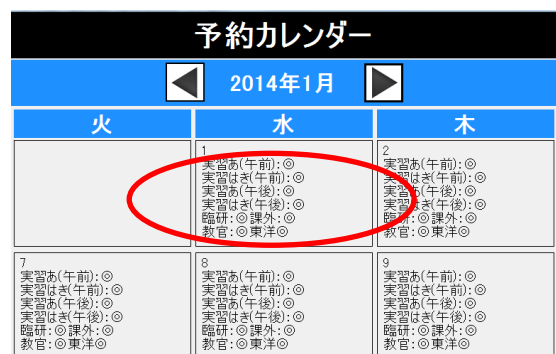 予約カレンダー
2014年1月
火 水 木
1
実習あ(午前):◎
実習はき(午前):◎
実習あ(午後):◎
実習はき(午後):◎
臨研:◎課外:◎
教官:◎東洋◎
2
実習あ(午前):◎
実習はき(午前):◎
実習あ(午後):◎
実習はき(午後):◎
臨研:◎課外:◎
教官:◎東洋◎
7
実習あ(午前):◎
実習はき(午前):◎
実習あ(午後):◎
実習はき(午後):◎
臨研:◎課外:◎
教官:◎東洋◎
8
実習あ(午前):◎
実習はき(午前):◎
実習あ(午後):◎
実習はき(午後):◎
臨研:◎課外:◎
教官:◎東洋◎
9
実習あ(午前):◎
実習はき(午前):◎
実習あ(午後):◎
実習はき(午後):◎
臨研:◎課外:◎
教官:◎東洋◎